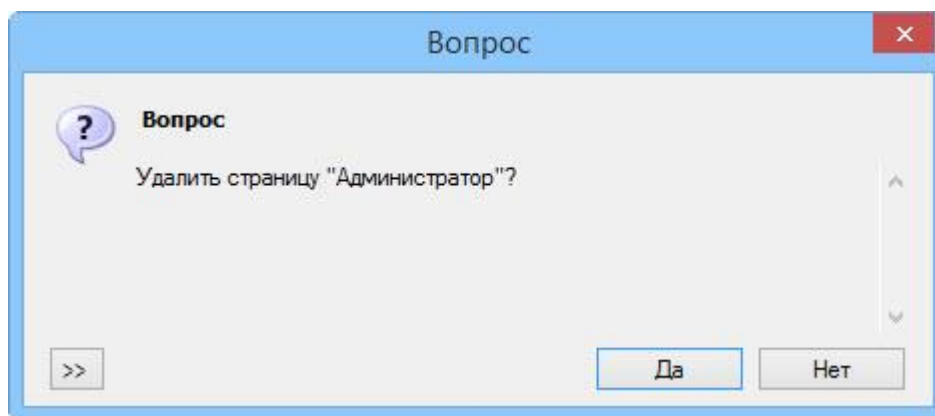 Вопрос
Вопрос
Удалить страницу "Администратор"?
>>
Да
Нет